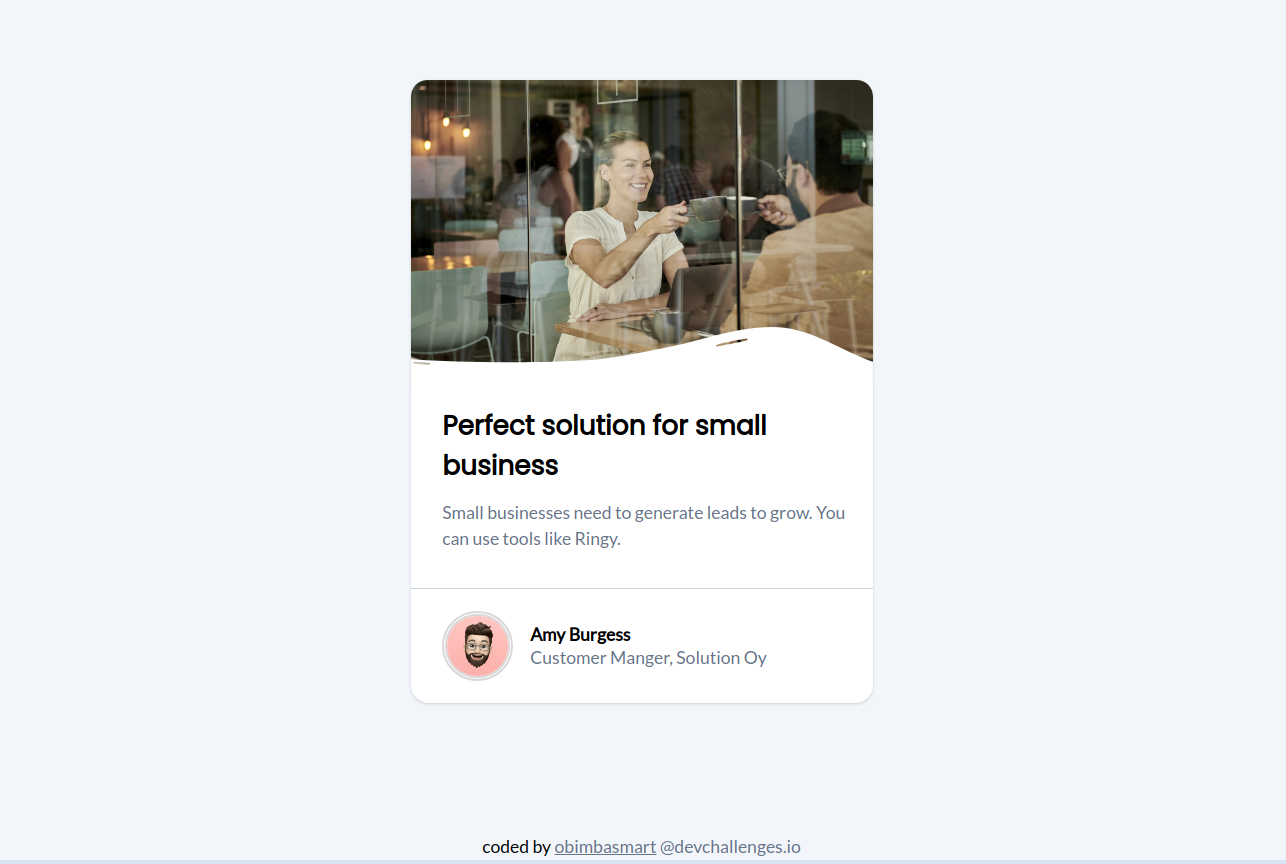 Perfect solution for small
business
Small businesses need to generate leads to grow. You
can use tools like Ringy.
Amy Burgess
Customer Manger, Solution Oy
coded by obimbasmart @devchallenges.io